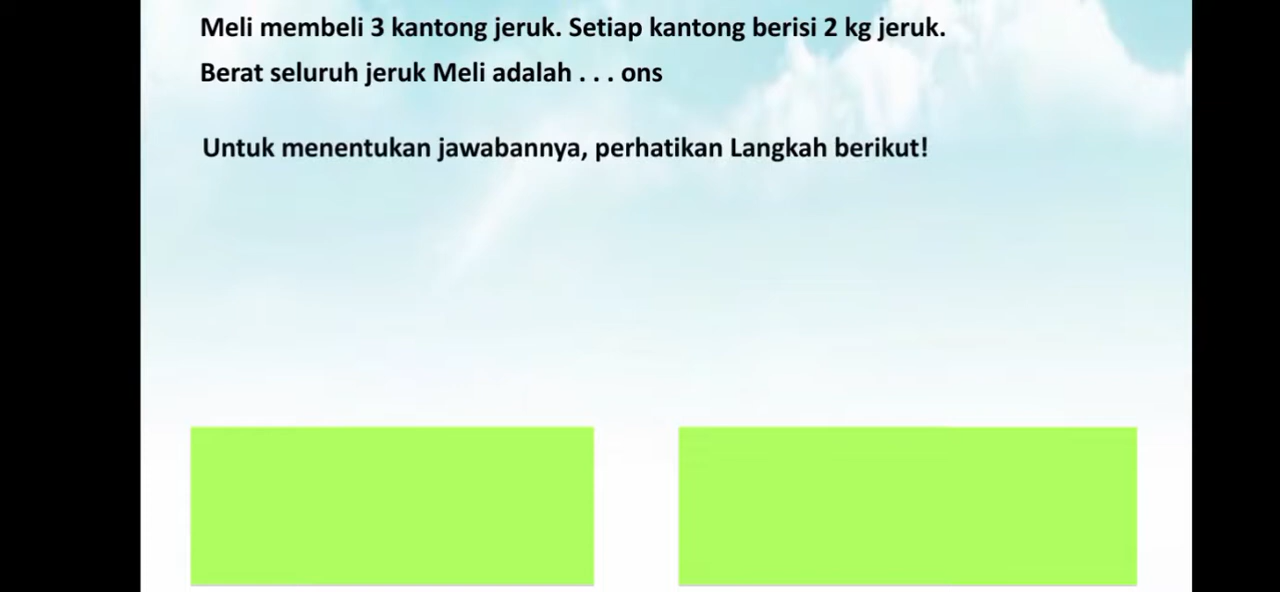 Meli membeli 3 kantong jeruk. Setiap kantong berisi 2 kg jeruk.
Berat seluruh jeruk Meli adalah . . . ons
Untuk menentukan jawabannya, perhatikan Langkah berikut!